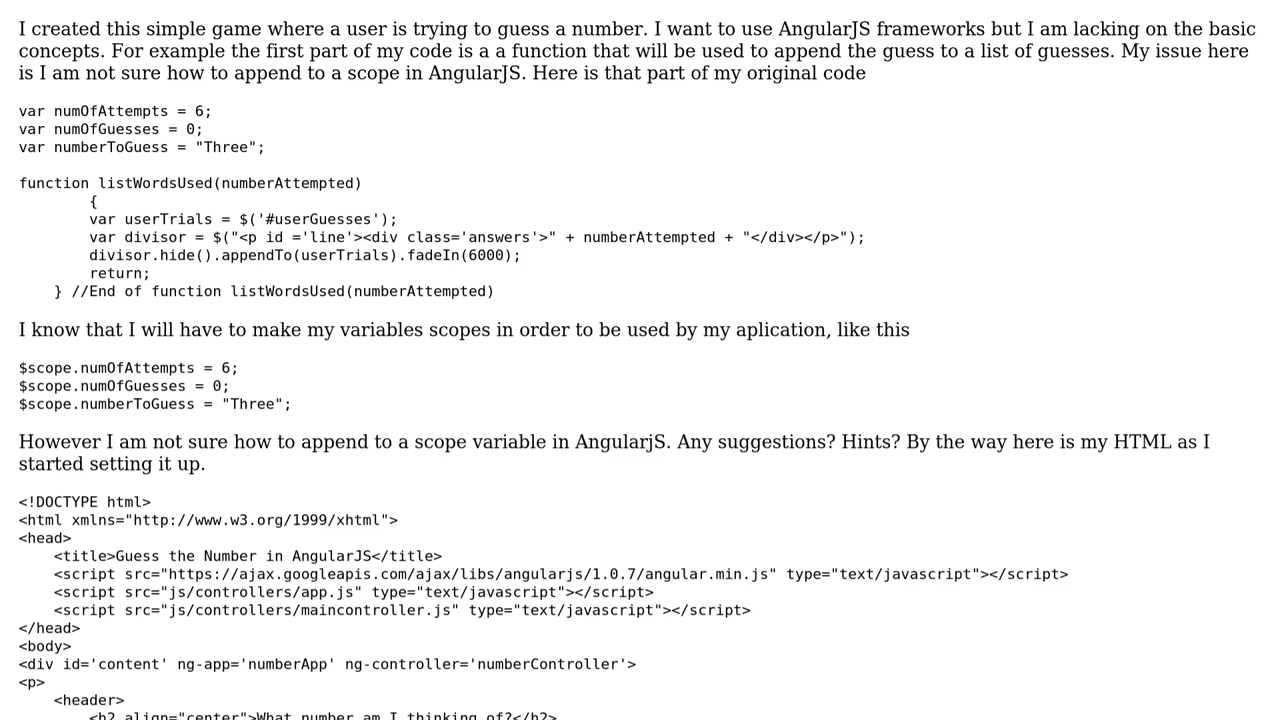 I created this simple game where a user is trying to guess a number. I want to use AngularJS frameworks but I am lacking on the basic
concepts. For example the first part of my code is a a function that will be used to append the guess to a list of guesses. My issue here
is I am not sure how to append to a scope in AngularJS. Here is that part of my original code
var numOfAttempts = 6;
var numOfGuesses = 0;
var numberToGuess = "Three";
function listWordsUsed(numberAttempted)
{
var userTrials = $('#userGuesses');
var divisor = $("<p id ='line'><div class='answers'>" + numberAttempted + "</div></p>");
divisor.hide().appendTo(userTrials).fadeIn(6000);
return;
} //End of function listWordsUsed(numberAttempted)
I know that I will have to make my variables scopes in order to be used by my aplication, like this
$scope.numOfAttempts = 6;
$scope.numOfGuesses = 0;
$scope.numberToGuess = "Three";
However I am not sure how to append to a scope variable in AngularjS. Any suggestions? Hints? By the way here is my HTML as I
started setting it up.
<!DOCTYPE html>
<html xmlns="http://www.w3.org/1999/xhtml">
<head>
<title>Guess the Number in AngularJS</title>
<script src="https://ajax.googleapis.com/ajax/libs/angularjs/1.0.7/angular.min.js" type="text/javascript"></script>
<script src="js/controllers/app.js" type="text/javascript"></script>
<script src="js/controllers/maincontroller.js" type="text/javascript"></script>
</head>
<body>
<div id='content' ng-app='numberApp' ng-controller='numberController'>
<p>
<header>
<h2 align="center">What number am I thinking of?</h2>